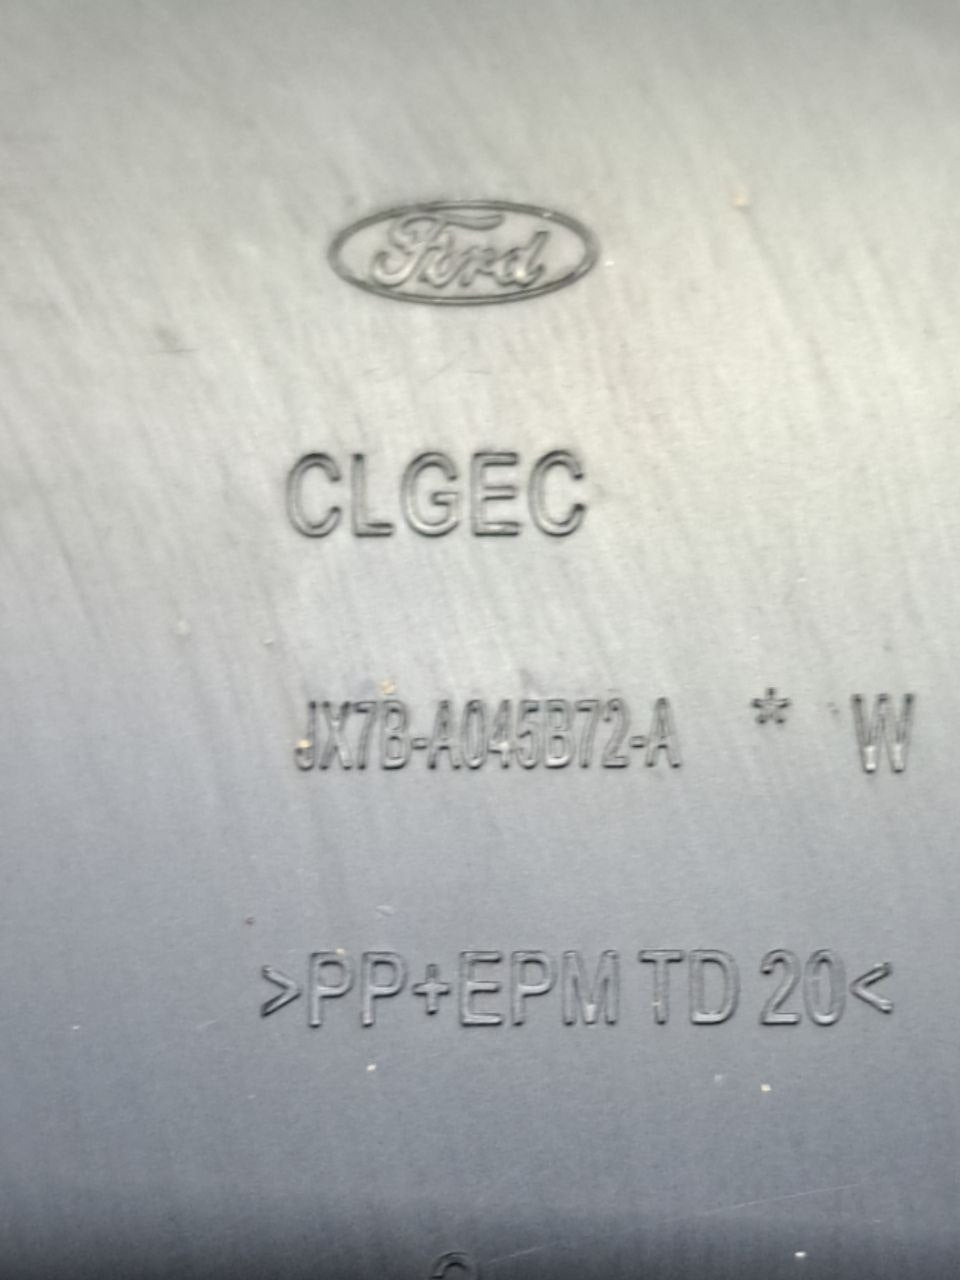 Ford
CLGEC
JX7B-A045B72-A * W
>PP+EPM TD 20<